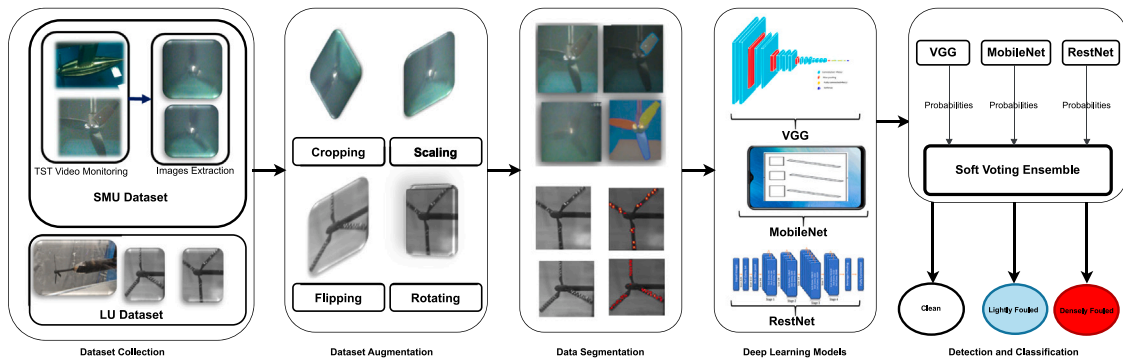 TST Video Monitoring
Images Extraction
SMU Dataset
LU Dataset
Dataset Collection
Cropping
Scaling
Flipping
Rotating
Dataset Augmentation
Data Segmentation
VGG
MobileNet
RestNet
Deep Learning Models
VGG
MobileNet
RestNet
Probabilities
Probabilities
Probabilities
Soft Voting Ensemble
Clean
Lightly Fouled
Densely Fouled
Detection and Classification